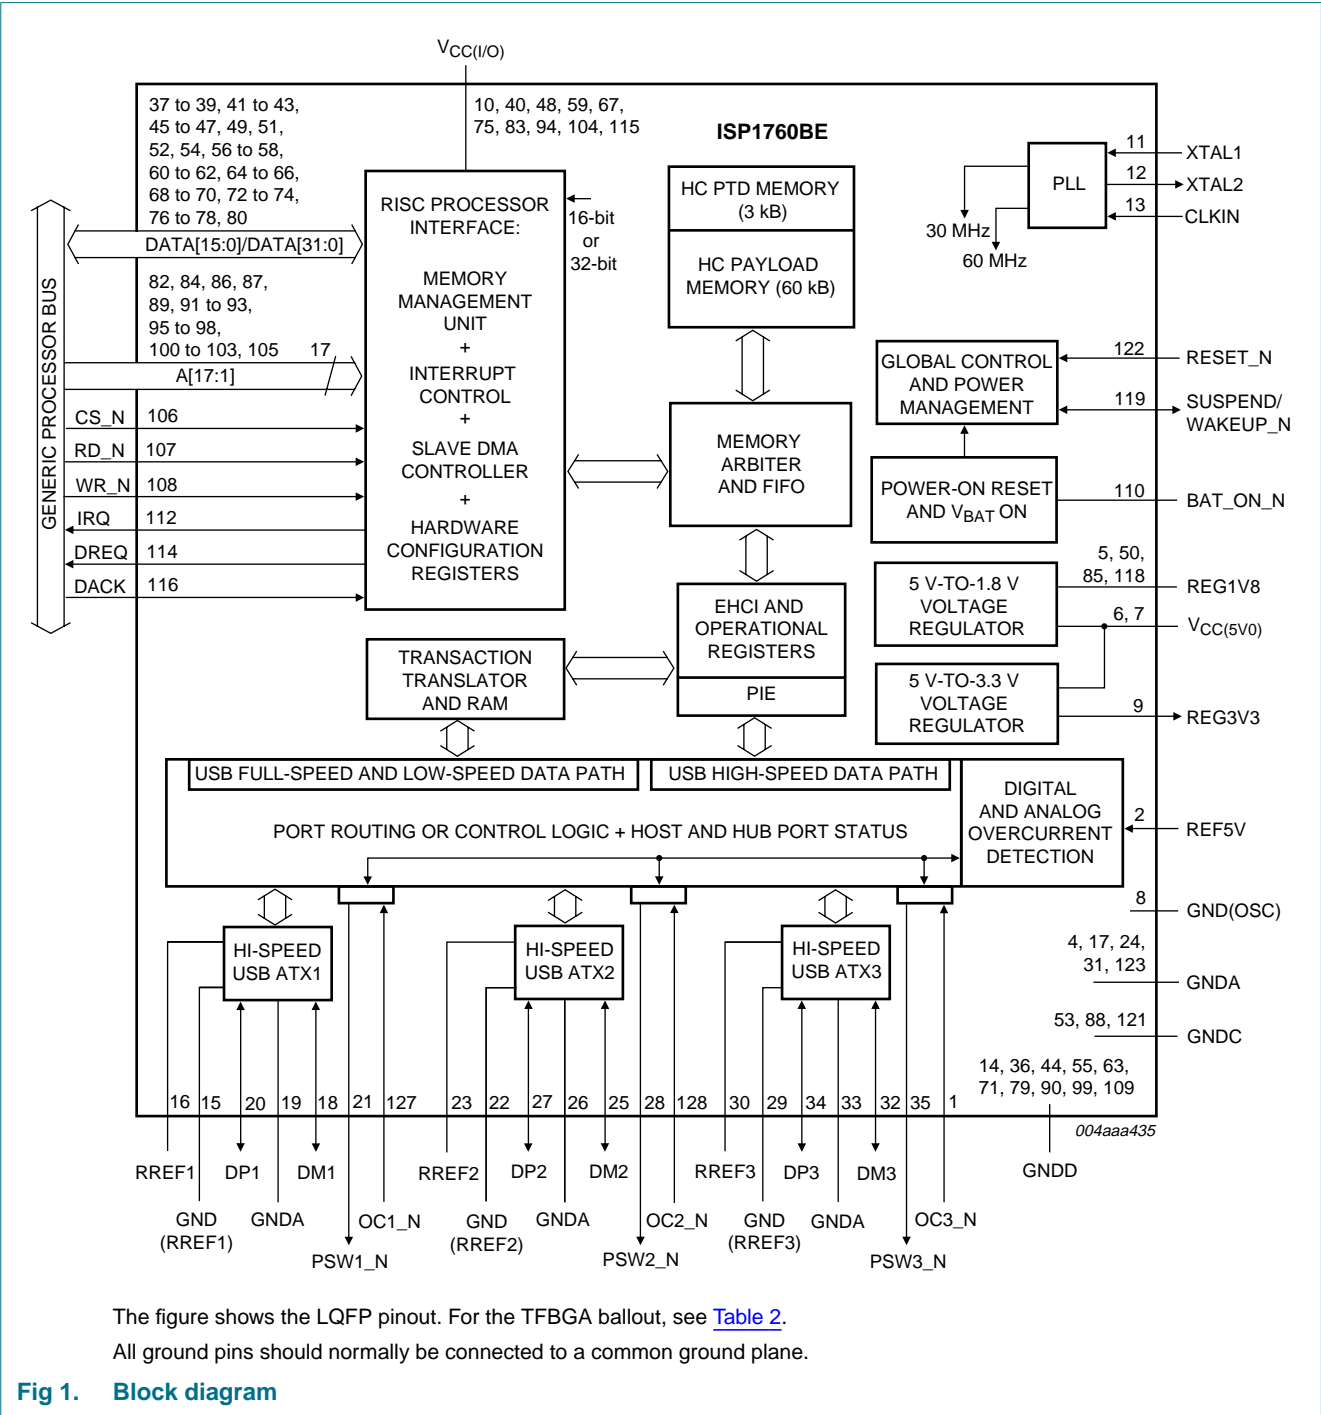 VCC(I/O)
37 to 39, 41 to 43,
45 to 47, 49, 51,
52, 54, 56 to 58,
60 to 62, 64 to 66,
68 to 70, 72 to 74,
76 to 78, 80
10, 40, 48, 59, 67,
75, 83, 94, 104, 115
ISP1760BE
GENERIC PROCESSOR BUS
DATA[15:0]/DATA[31:0]
82, 84, 86, 87,
89, 91 to 93,
95 to 98,
100 to 103, 105
17
A[17:1]
CS_N 106
RD_N 107
WR_N 108
IRQ 112
DREQ 114
DACK 116
RISC PROCESSOR
INTERFACE:
MEMORY
MANAGEMENT
UNIT
+
INTERRUPT
CONTROL
+
SLAVE DMA
CONTROLLER
+
HARDWARE
CONFIGURATION
REGISTERS
16-bit
or
32-bit
HC PTD MEMORY
(3 kB)
HC PAYLOAD
MEMORY (60 kB)
MEMORY
ARBITER
AND FIFO
EHCI AND
OPERATIONAL
REGISTERS
PIE
TRANSACTION
TRANSLATOR
AND RAM
PLL
30 MHz
60 MHz
11 XTAL1
12 XTAL2
13 CLKIN
GLOBAL CONTROL
AND POWER
MANAGEMENT
122 RESET_N
119 SUSPEND/
WAKEUP_N
POWER-ON RESET
AND VBAT ON
110 BAT_ON_N
5 V-TO-1.8 V
VOLTAGE
REGULATOR
5, 50,
85, 118 REG1V8
6, 7 VCC(5V0)
5 V-TO-3.3 V
VOLTAGE
REGULATOR
9 REG3V3
USB FULL-SPEED AND LOW-SPEED DATA PATH
USB HIGH-SPEED DATA PATH
PORT ROUTING OR CONTROL LOGIC + HOST AND HUB PORT STATUS
DIGITAL
AND ANALOG
OVERCURRENT
DETECTION
2 REF5V
8 GND(OSC)
4, 17, 24,
31, 123
GNDA
53, 88, 121
GNDC
14, 36, 44, 55, 63,
71, 79, 90, 99, 109
GNDD
HI-SPEED
USB ATX1
HI-SPEED
USB ATX2
HI-SPEED
USB ATX3
16 15 20 19 18 21 127 23 22 27 26 25 28 128 30 29 34 33 32 35 1
004aaa435
RREF1 DP1 DM1 RREF2 DP2 DM2 RREF3 DP3 DM3
GND
(RREF1)
GNDA
OC1_N
PSW1_N
GND
(RREF2)
GNDA
OC2_N
PSW2_N
GND
(RREF3)
GNDA
OC3_N
PSW3_N
The figure shows the LQFP pinout. For the TFBGA ballout, see Table 2.
All ground pins should normally be connected to a common ground plane.
Fig 1. Block diagram